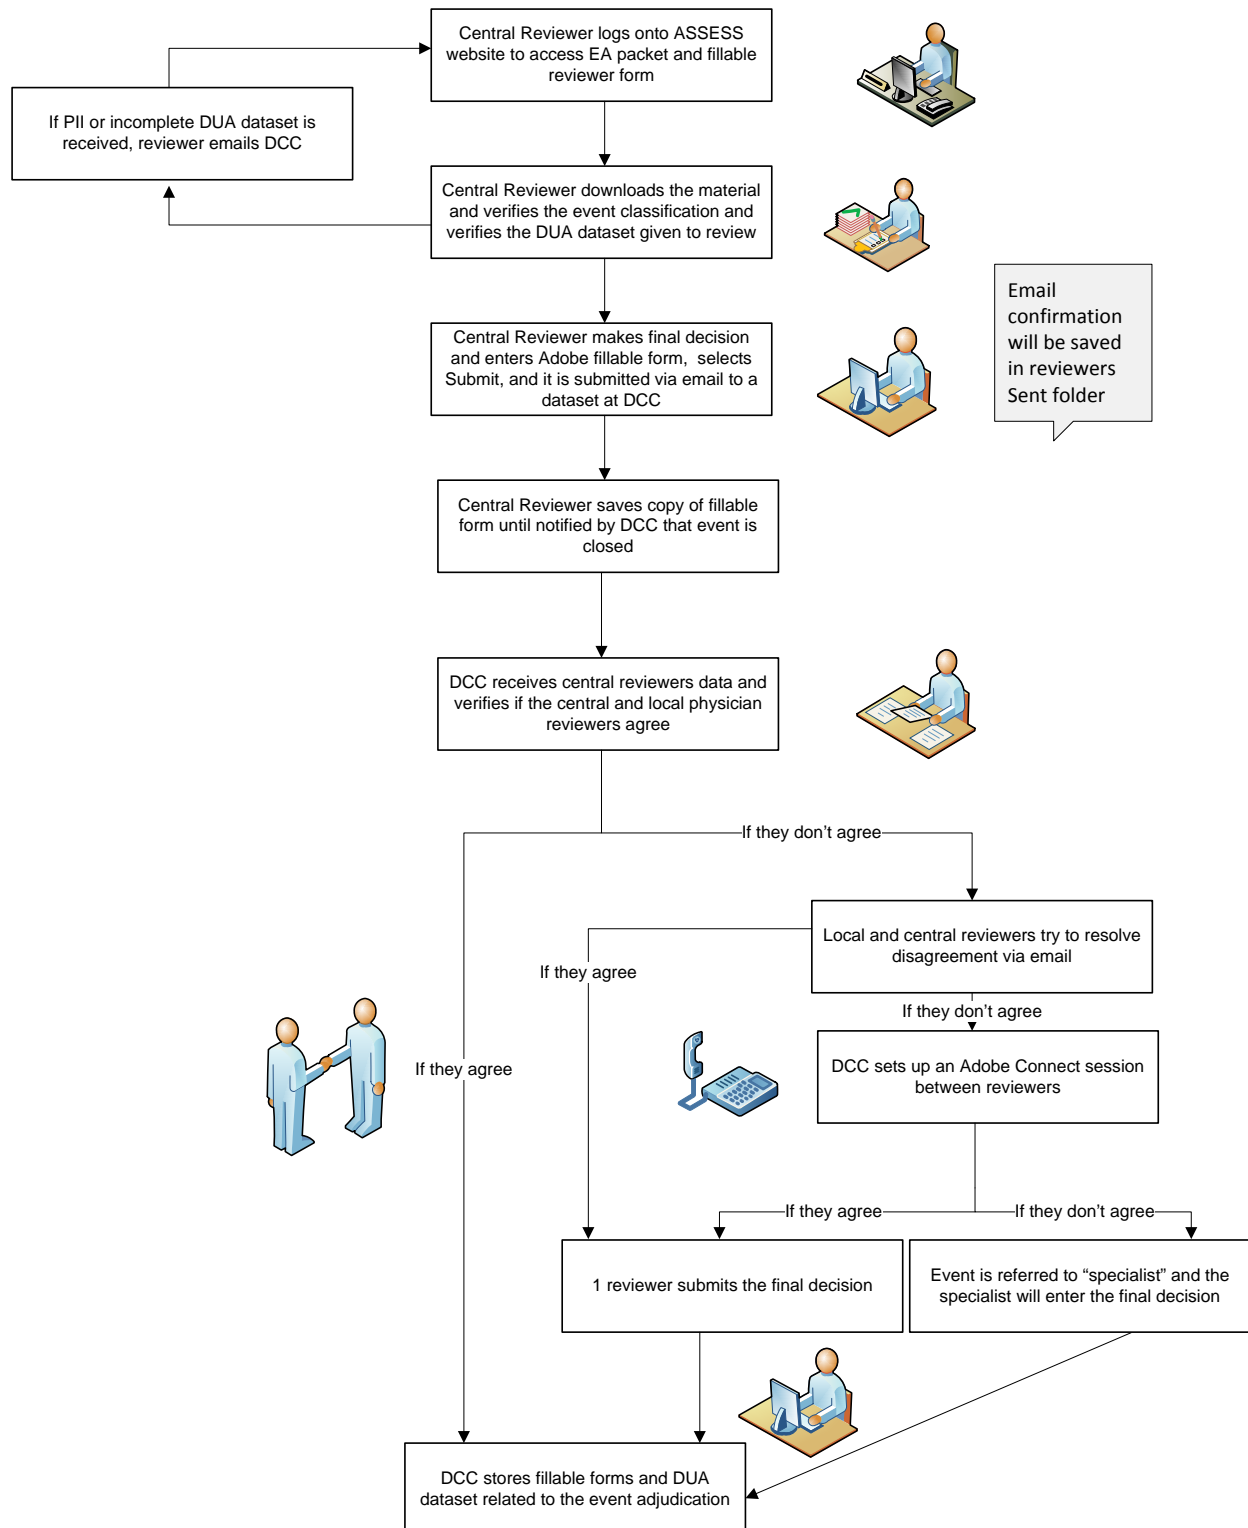 Central Reviewer logs onto ASSESS
website to access EA packet and fillable
reviewer form
If PII or incomplete DUA dataset is
received, reviewer emails DCC
Central Reviewer downloads the material
and verifies the event classification and
verifies the DUA dataset given to review
Email
confirmation
will be saved
in reviewers
Sent folder
Central Reviewer makes final decision
and enters Adobe fillable form,  selects
Submit, and it is submitted via email to a
dataset at DCC
Central Reviewer saves copy of fillable
form until notified by DCC that event is
closed
DCC receives central reviewers data and
verifies if the central and local physician
reviewers agree
If they don’t agree
Local and central reviewers try to resolve
disagreement via email
If they agree
If they don’t agree
If they agree
DCC sets up an Adobe Connect session
between reviewers
If they agree
If they don’t agree
1 reviewer submits the final decision
Event is referred to “specialist” and the
specialist will enter the final decision
DCC stores fillable forms and DUA
dataset related to the event adjudication